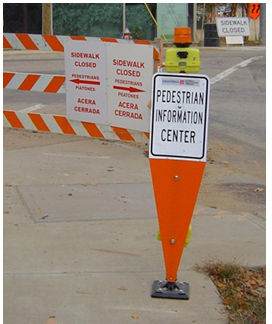 SIDEWALK
CLOSED
PEDESTRIANS
PEATONES
ACERA
CERRADA
SIDEWALK
CLOSED
PEDESTRIANS
PEATONES
ACERA
CERRADA
PEDESTRIAN
INFORMATION
CENTER
SIDEWALK
CLOSED